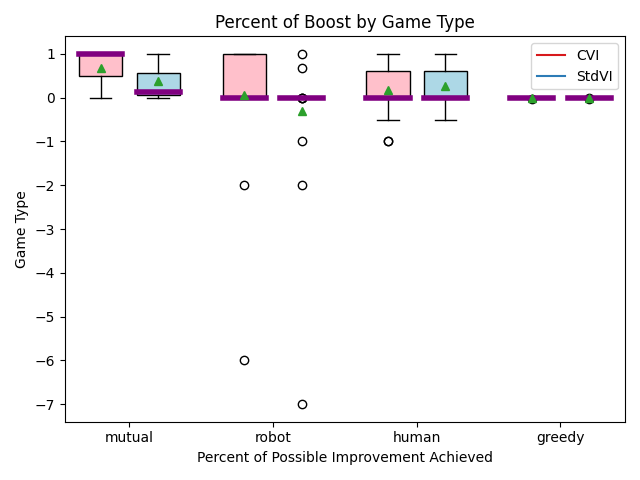 Percent of Boost by Game Type
CVI
StdVI
Game Type
1
0
−1
−2
−3
−4
−5
−6
−7
mutual
robot
human
greedy
Percent of Possible Improvement Achieved